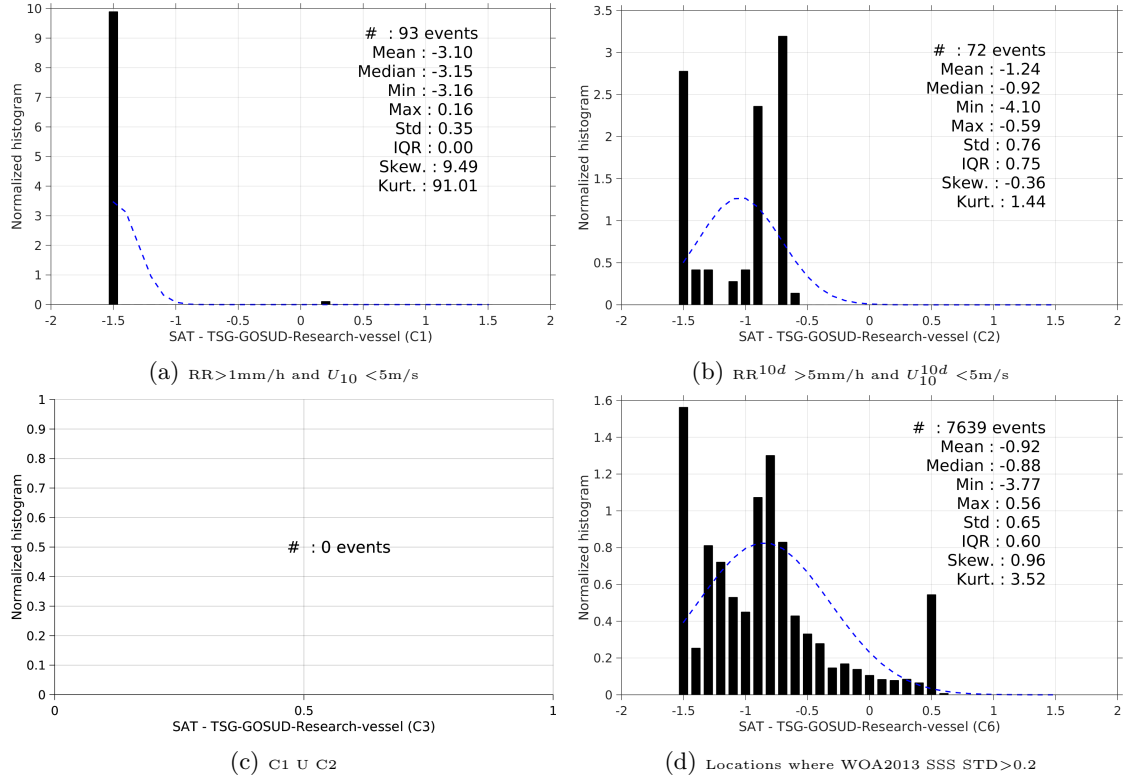 10
9
8
7
6
5
4
3
2
1
0
Normalized histogram
# : 93 events
Mean : -3.10
Median : -3.15
Min : -3.16
Max : 0.16
Std : 0.35
IQR : 0.00
Skew. : 9.49
Kurt. : 91.01
-2 -1.5 -1 -0.5 0 0.5 1 1.5 2
SAT - TSG-GOSUD-Research-vessel (C1)
(a) RR>1mm/h and U10 <5m/s
3.5
3
2.5
2
1.5
1
0.5
0
Normalized histogram
# : 72 events
Mean : -1.24
Median : -0.92
Min : -4.10
Max : -0.59
Std : 0.76
IQR : 0.75
Skew. : -0.36
Kurt. : 1.44
-2 -1.5 -1 -0.5 0 0.5 1 1.5 2
SAT - TSG-GOSUD-Research-vessel (C2)
(b) RR^10d >5mm/h and U10^10d <5m/s
1
0.9
0.8
0.7
0.6
0.5
0.4
0.3
0.2
0.1
0
Normalized histogram
# : 0 events
0 0.5 1
SAT - TSG-GOSUD-Research-vessel (C3)
(c) C1 U C2
1.6
1.4
1.2
1
0.8
0.6
0.4
0.2
0
Normalized histogram
# : 7639 events
Mean : -0.92
Median : -0.88
Min : -3.77
Max : 0.56
Std : 0.65
IQR : 0.60
Skew. : 0.96
Kurt. : 3.52
-2 -1.5 -1 -0.5 0 0.5 1 1.5 2
SAT - TSG-GOSUD-Research-vessel (C6)
(d) Locations where WOA2013 SSS STD>0.2